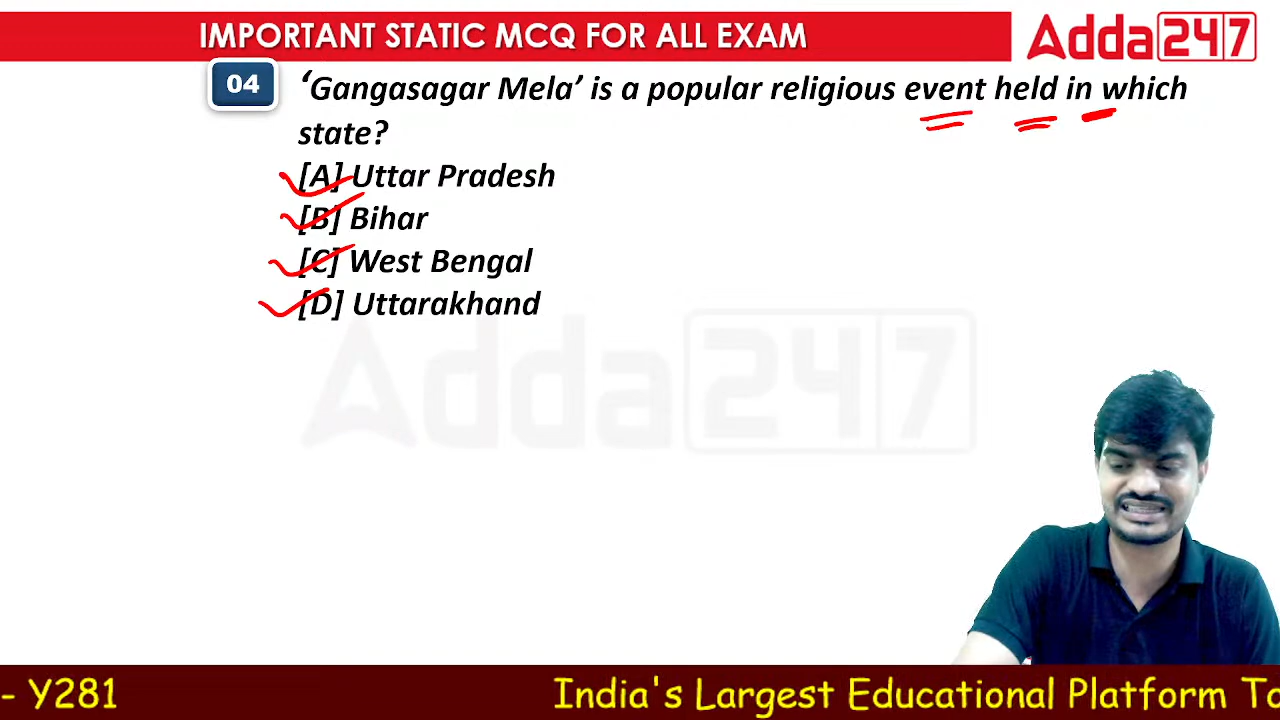 IMPORTANT STATIC MCQ FOR ALL EXAM
Adda247
04
‘Gangasagar Mela’ is a popular religious event held in which
state?
[A] Uttar Pradesh
[B] Bihar
[C] West Bengal
[D] Uttarakhand
Adda247
- Y281
India's Largest Educational Platform To